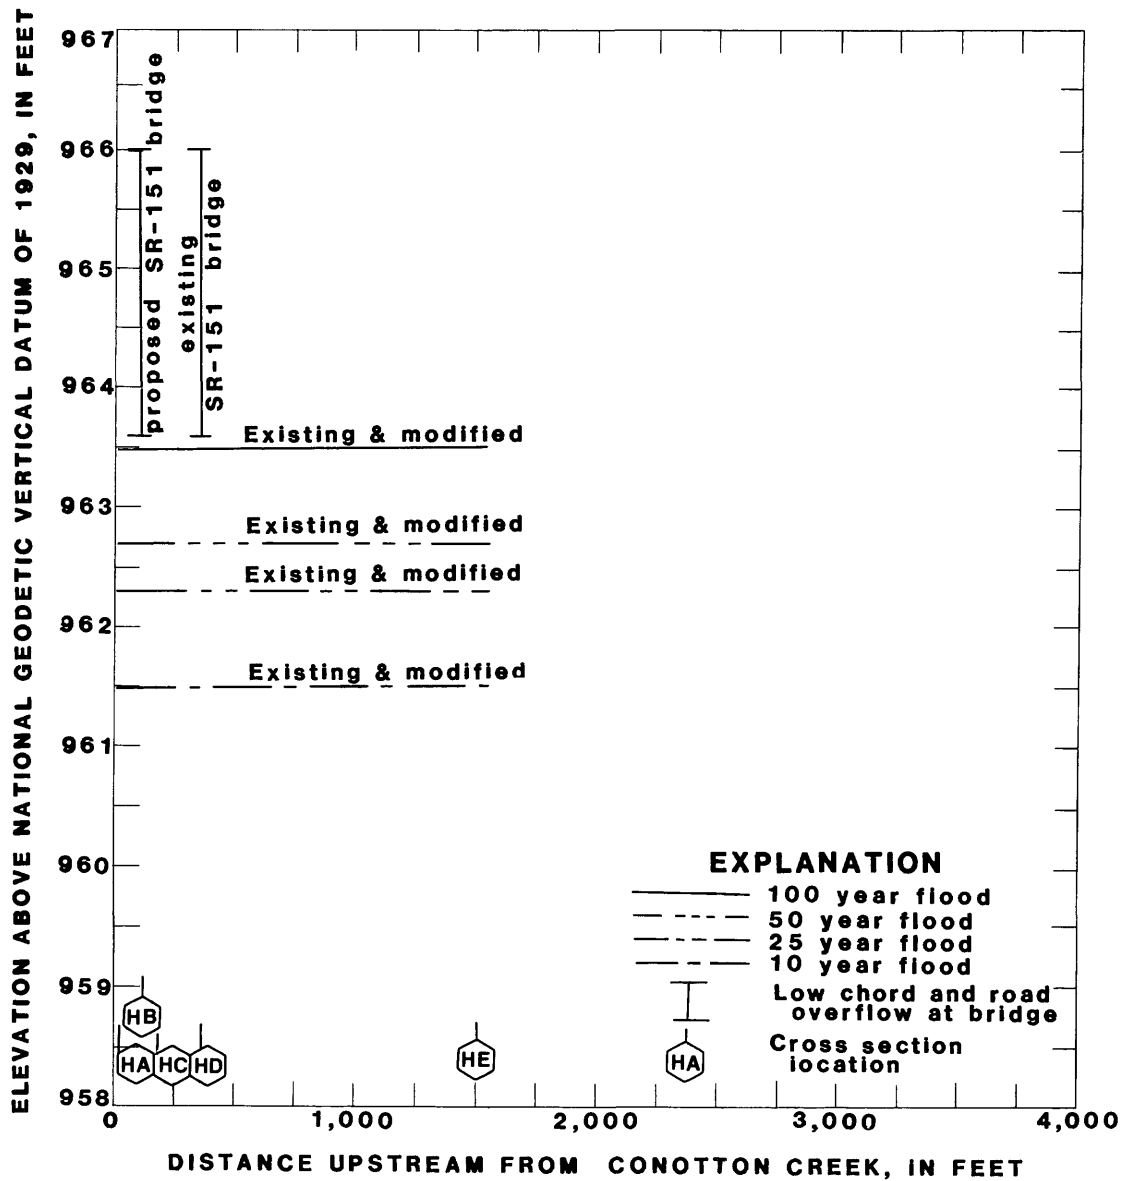 ELEVATION ABOVE NATIONAL GEODETIC VERTICAL DATUM OF 1929, IN FEET
967
966
965
964
963
962
961
960
959
958
proposed SR-151 bridge
existing
SR-151 bridge
Existing & modified
Existing & modified
Existing & modified
Existing & modified
EXPLANATION
100 year flood
50 year flood
25 year flood
10 year flood
Low chord and road
overflow at bridge
Cross section
location
HB
HA
HC
HD
HE
HA
0
1,000
2,000
3,000
4,000
DISTANCE UPSTREAM FROM CONOTTON CREEK, IN FEET